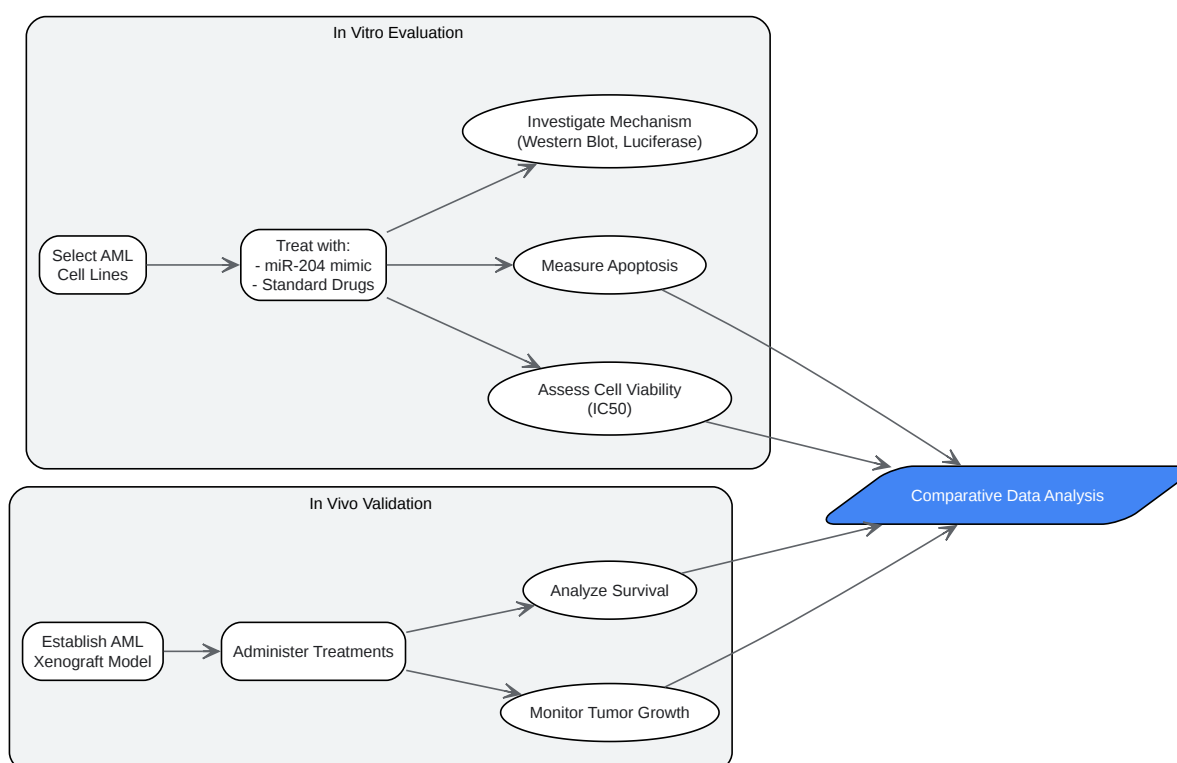 In Vitro Evaluation
Investigate Mechanism
(Western Blot, Luciferase)
Select AML
Cell Lines
Treat with:
- miR-204 mimic
- Standard Drugs
Measure Apoptosis
Assess Cell Viability
(IC50)
Comparative Data Analysis
In Vivo Validation
Analyze Survival
Establish AML
Xenograft Model
Administer Treatments
Monitor Tumor Growth